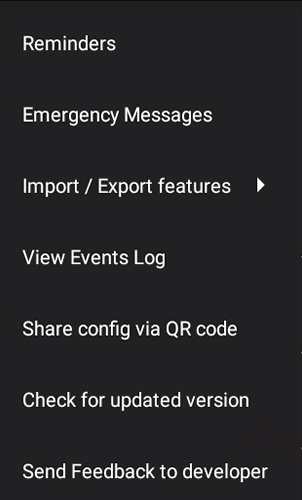 Reminders
Emergency Messages
Import / Export features
View Events Log
Share config via QR code
Check for updated version
Send Feedback to developer